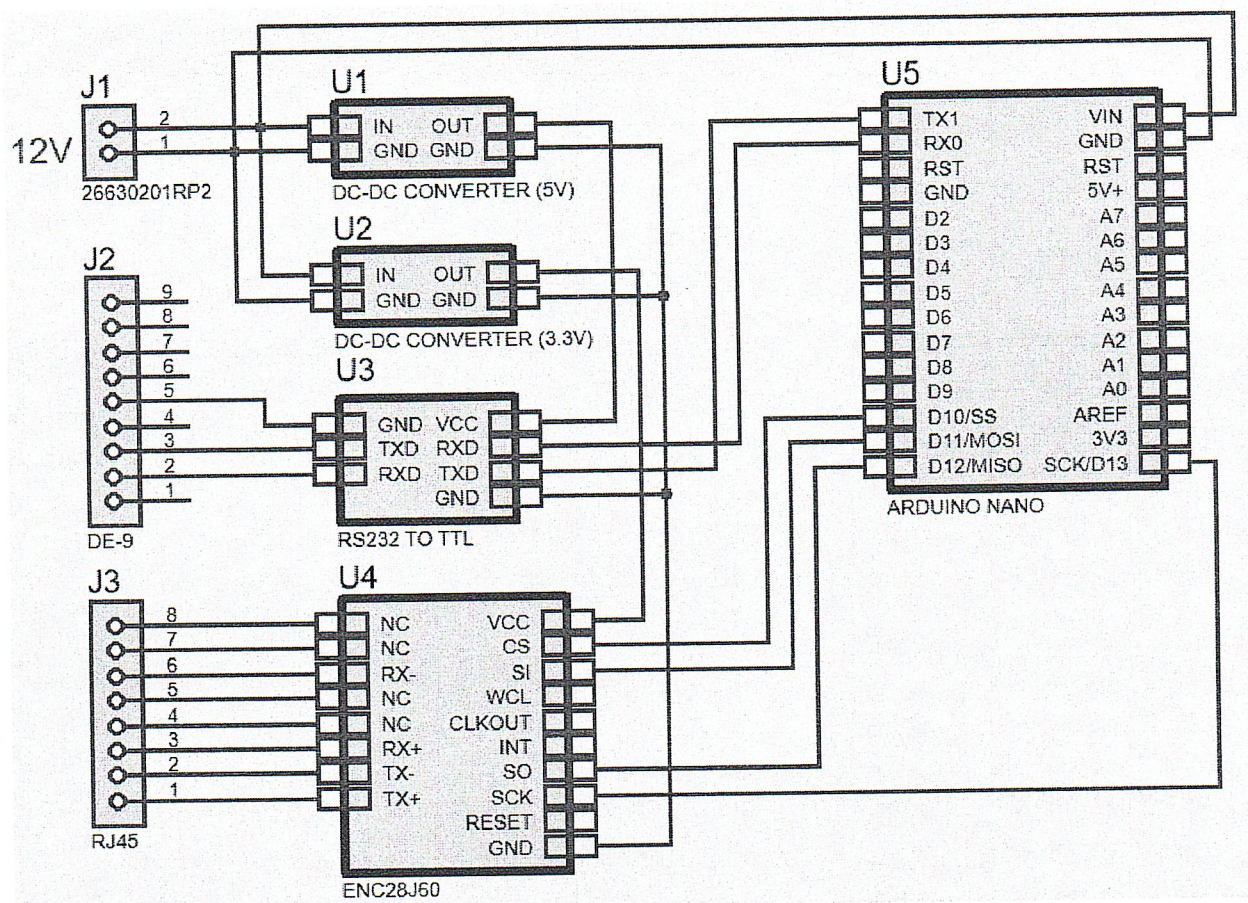 J1
12V
2
1
26630201RP2
U1
IN OUT
GND GND
DC-DC CONVERTER (5V)
U2
IN OUT
GND GND
DC-DC CONVERTER (3.3V)
J2
9
8
7
6
5
4
3
2
1
DE-9
U3
GND VCC
TXD RXD
RXD TXD
GND
RS232 TO TTL
J3
8
7
6
5
4
3
2
1
RJ45
U4
NC VCC
NC CS
RX- SI
NC WCL
NC CLKOUT
RX+ INT
TX- SO
TX+ SCK
RESET
GND
ENC28J60
U5
TX1 VIN
RX0 GND
RST RST
GND 5V+
D2 A7
D3 A6
D4 A5
D5 A4
D6 A3
D7 A2
D8 A1
D9 A0
D10/SS AREF
D11/MOSI 3V3
D12/MISO SCK/D13
ARDUINO NANO